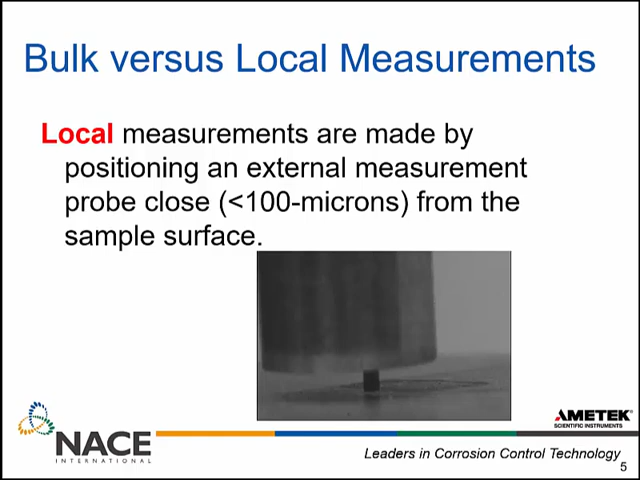 Bulk versus Local Measurements
Local measurements are made by
positioning an external measurement
probe close (<100-microns) from the
sample surface.
NACE
INTERNATIONAL
AMETEK
SCIENTIFIC INSTRUMENTS
Leaders in Corrosion Control Technology
5